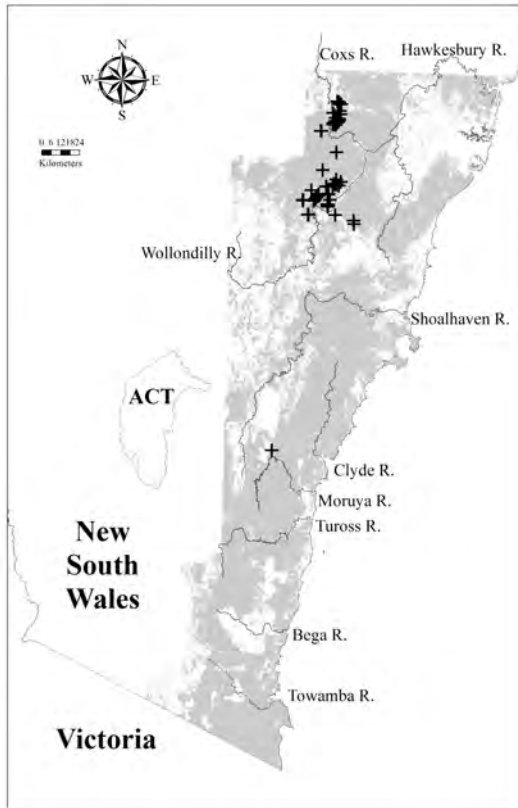 Coxs R.
Hawkesbury R.
N
W E
S
Kilometers
Wollondilly R.
Shoalhaven R.
ACT
Clyde R.
Moruya R.
Tuross R.
New
South
Wales
Bega R.
Towamba R.
Victoria